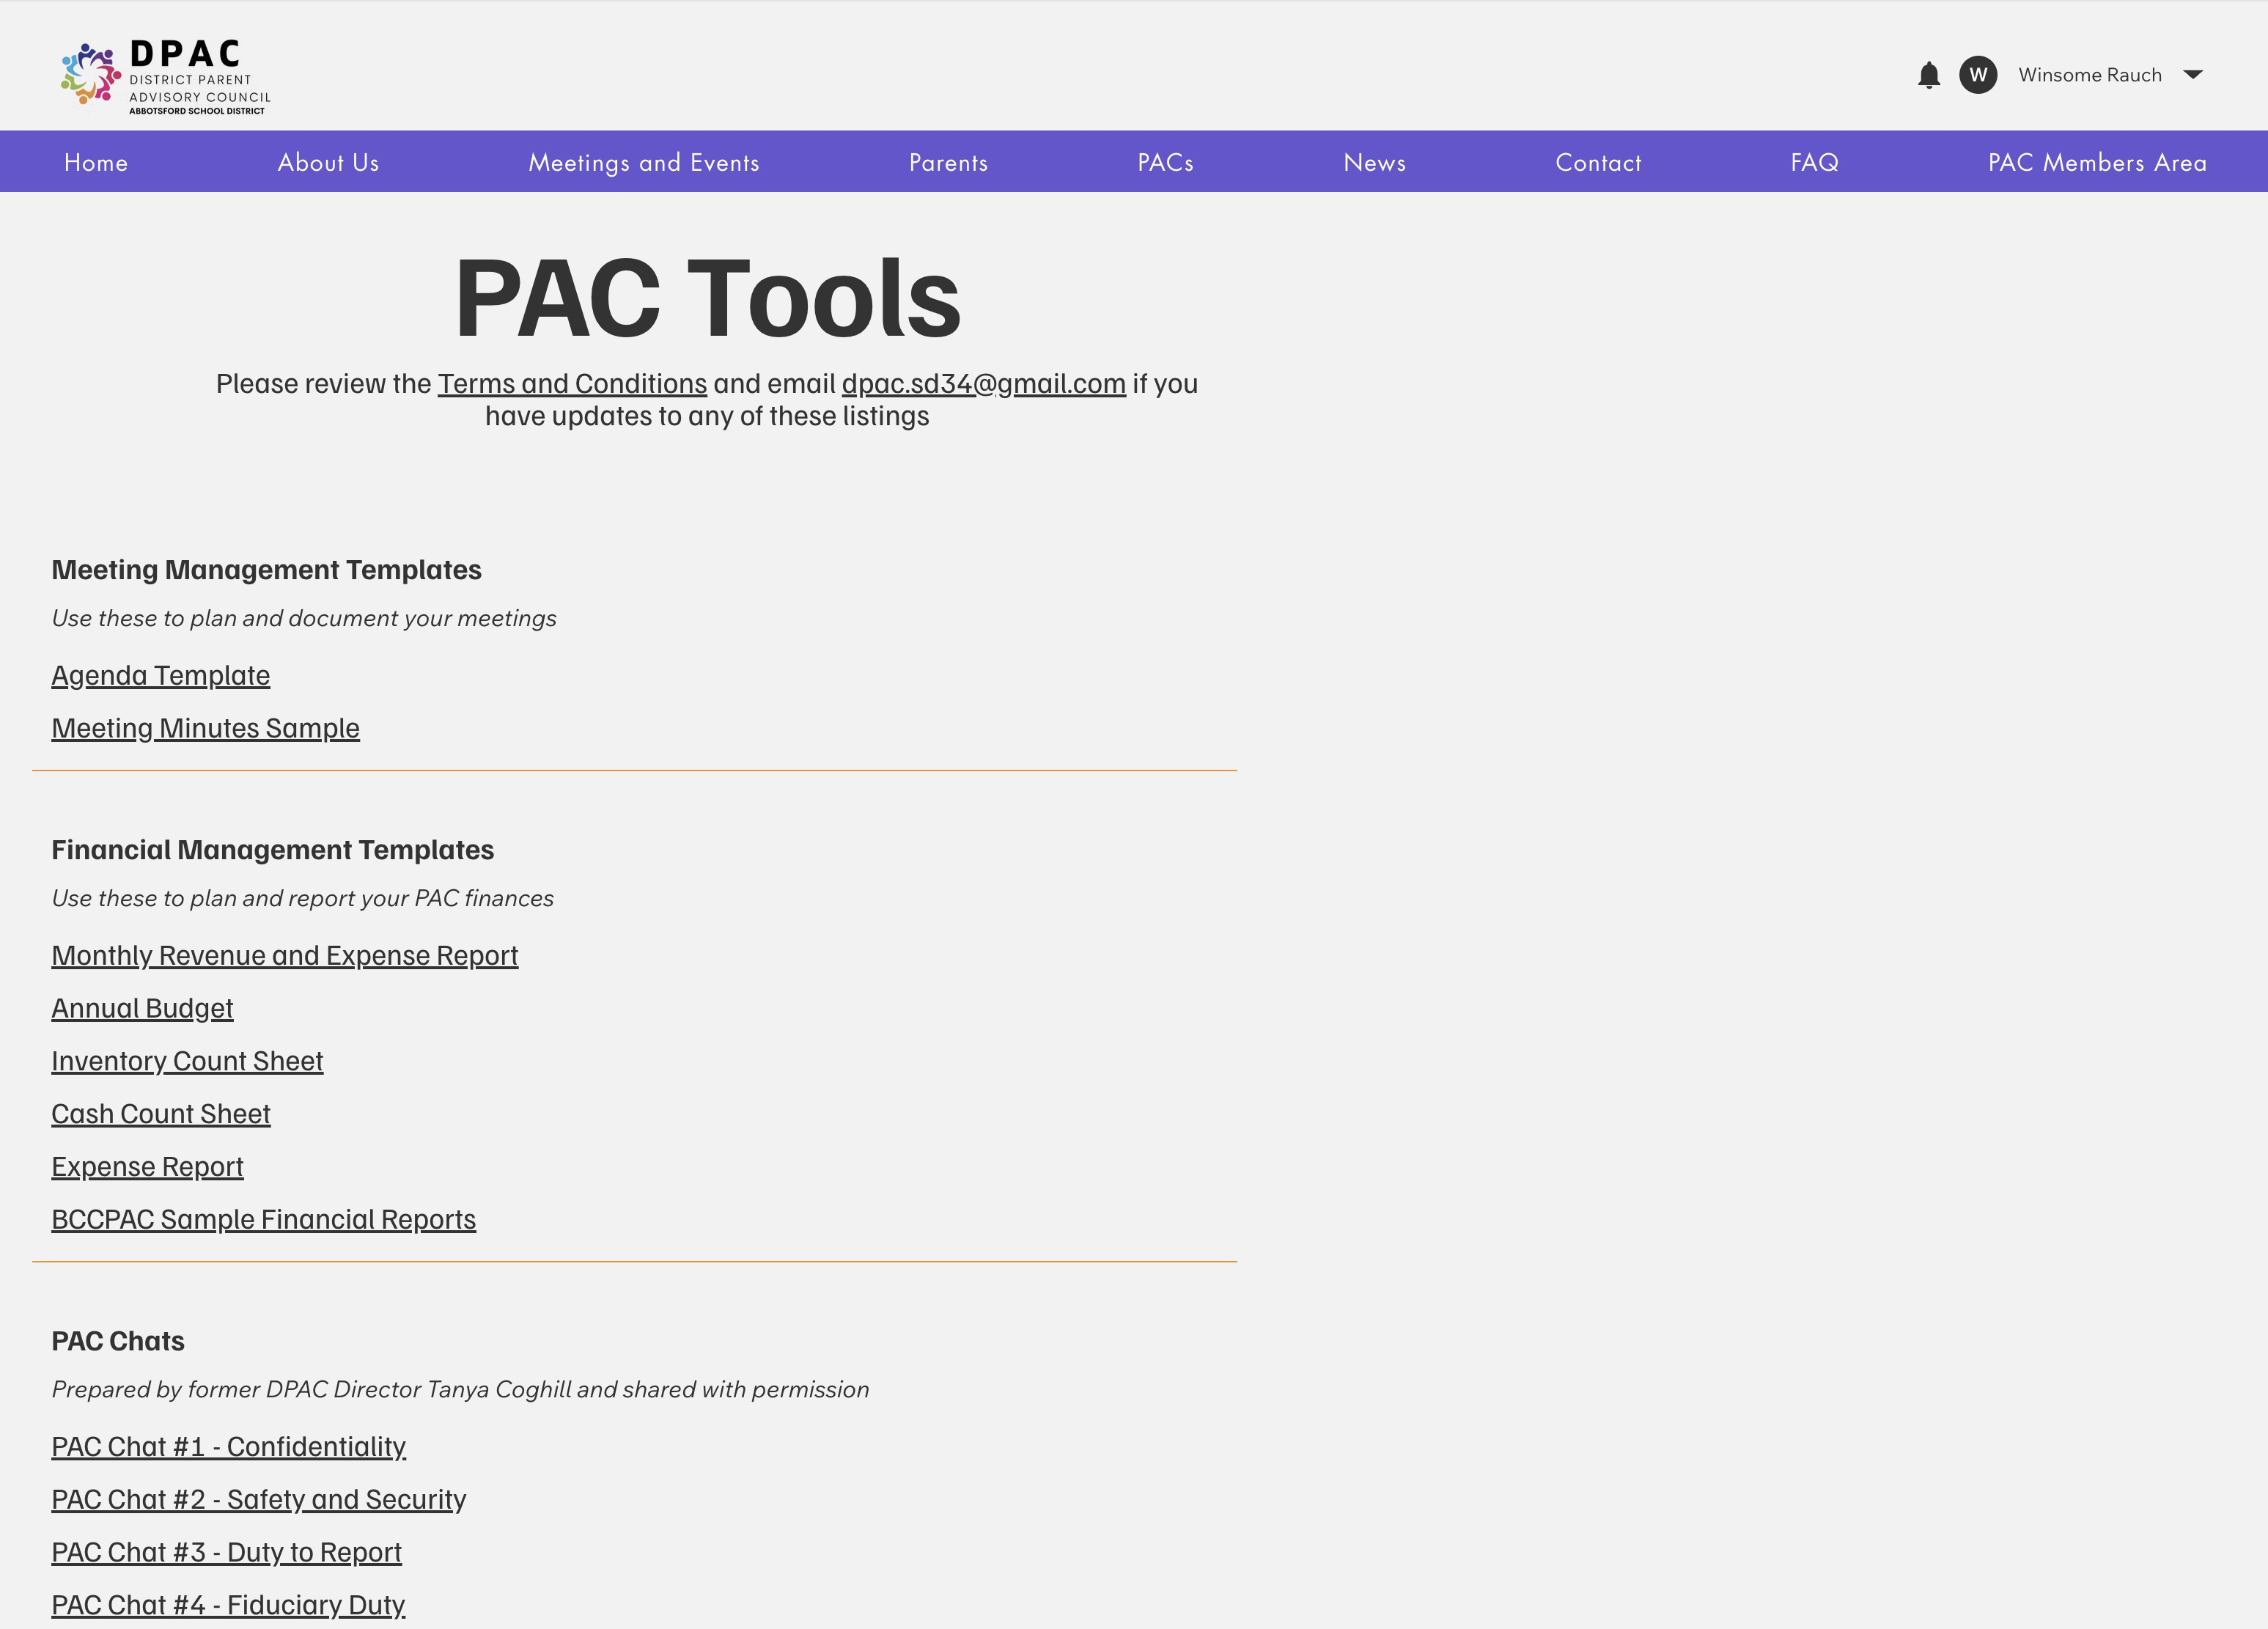 DPAC
DISTRICT PARENT
ADVISORY COUNCIL
ABBOTSFORD SCHOOL DISTRICT
W
Winsome Rauch
Home
About Us
Meetings and Events
Parents
PACs
News
Contact
FAQ
PAC Members Area
PAC Tools
Please review the Terms and Conditions and email dpac.sd34@gmail.com if you
have updates to any of these listings
Meeting Management Templates
Use these to plan and document your meetings
Agenda Template
Meeting Minutes Sample
Financial Management Templates
Use these to plan and report your PAC finances
Monthly Revenue and Expense Report
Annual Budget
Inventory Count Sheet
Cash Count Sheet
Expense Report
BCCPAC Sample Financial Reports
PAC Chats
Prepared by former DPAC Director Tanya Coghill and shared with permission
PAC Chat #1 - Confidentiality
PAC Chat #2 - Safety and Security
PAC Chat #3 - Duty to Report
PAC Chat #4 - Fiduciary Duty